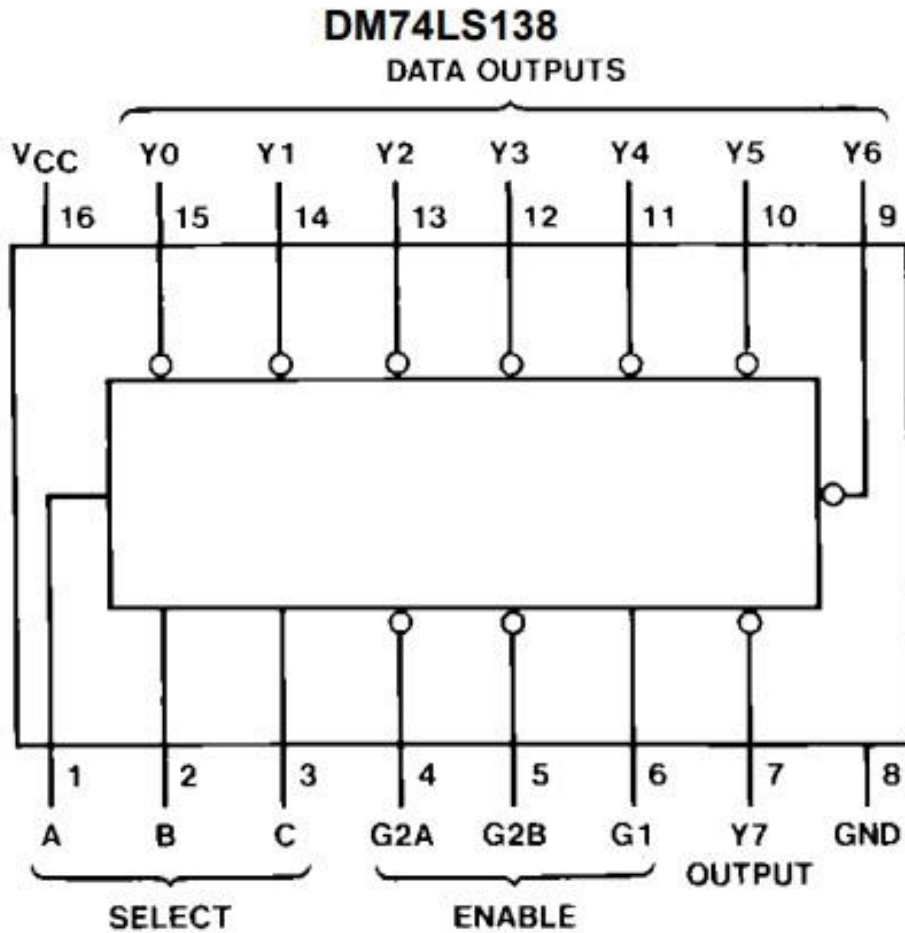 DM74LS138
DATA OUTPUTS
VCC Y0 Y1 Y2 Y3 Y4 Y5 Y6
16 15 14 13 12 11 10 9
1 2 3 4 5 6 7 8
A B C G2A G2B G1 Y7 GND
OUTPUT
SELECT ENABLE